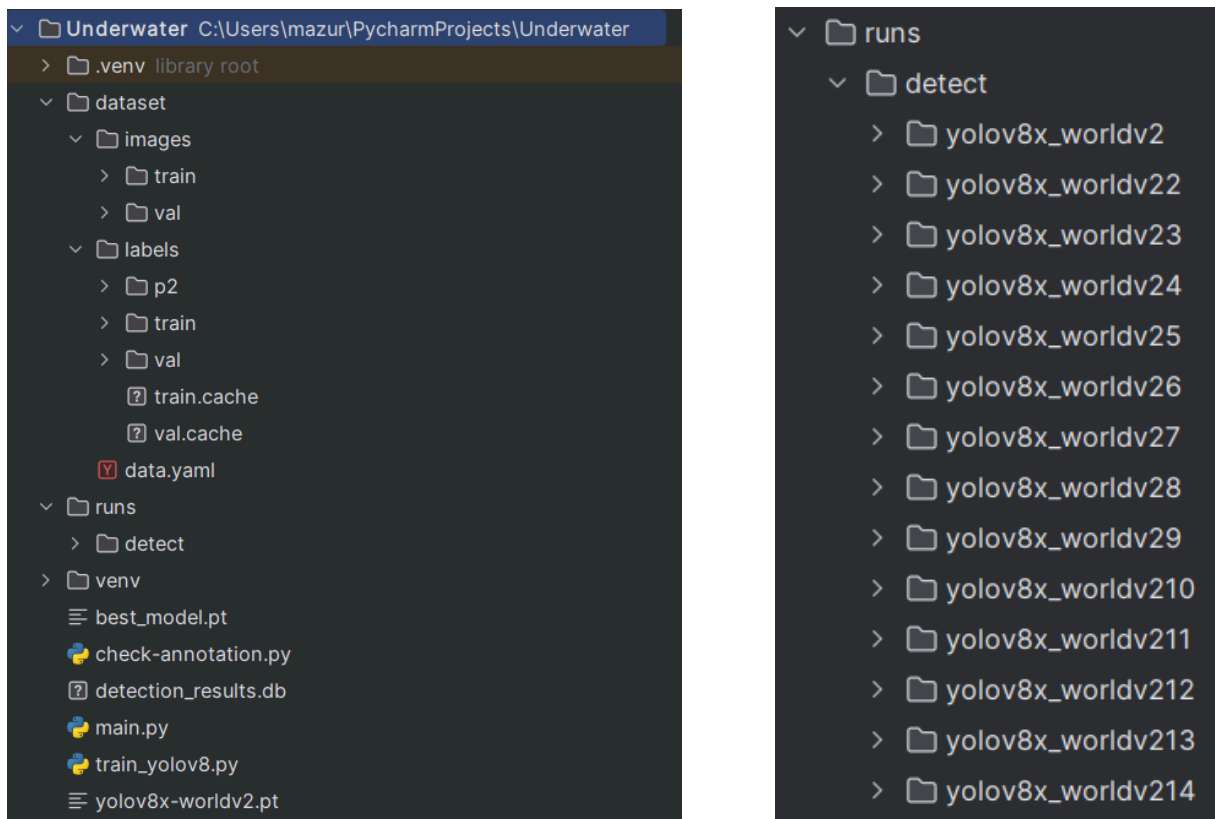 Underwater C:\Users\mazur\PycharmProjects\Underwater
.venv library root
dataset
images
train
val
labels
p2
train
val
train.cache
val.cache
data.yaml
runs
detect
venv
best_model.pt
check-annotation.py
detection_results.db
main.py
train_yolov8.py
yolov8x-worldv2.pt
runs
detect
yolov8x_worldv2
yolov8x_worldv22
yolov8x_worldv23
yolov8x_worldv24
yolov8x_worldv25
yolov8x_worldv26
yolov8x_worldv27
yolov8x_worldv28
yolov8x_worldv29
yolov8x_worldv210
yolov8x_worldv211
yolov8x_worldv212
yolov8x_worldv213
yolov8x_worldv214